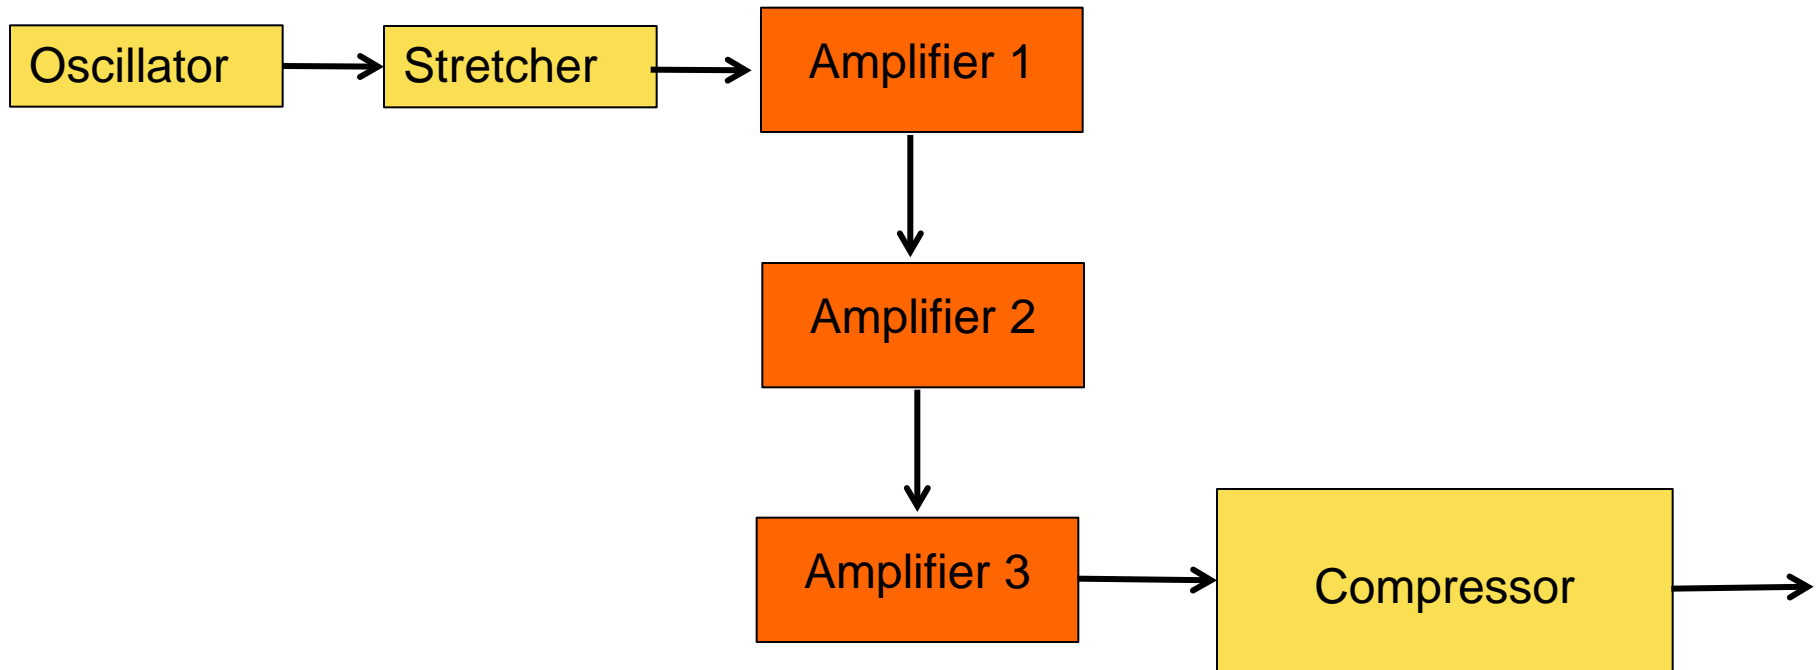 Oscillator
Stretcher
Amplifier 1
Amplifier 2
Amplifier 3
Compressor